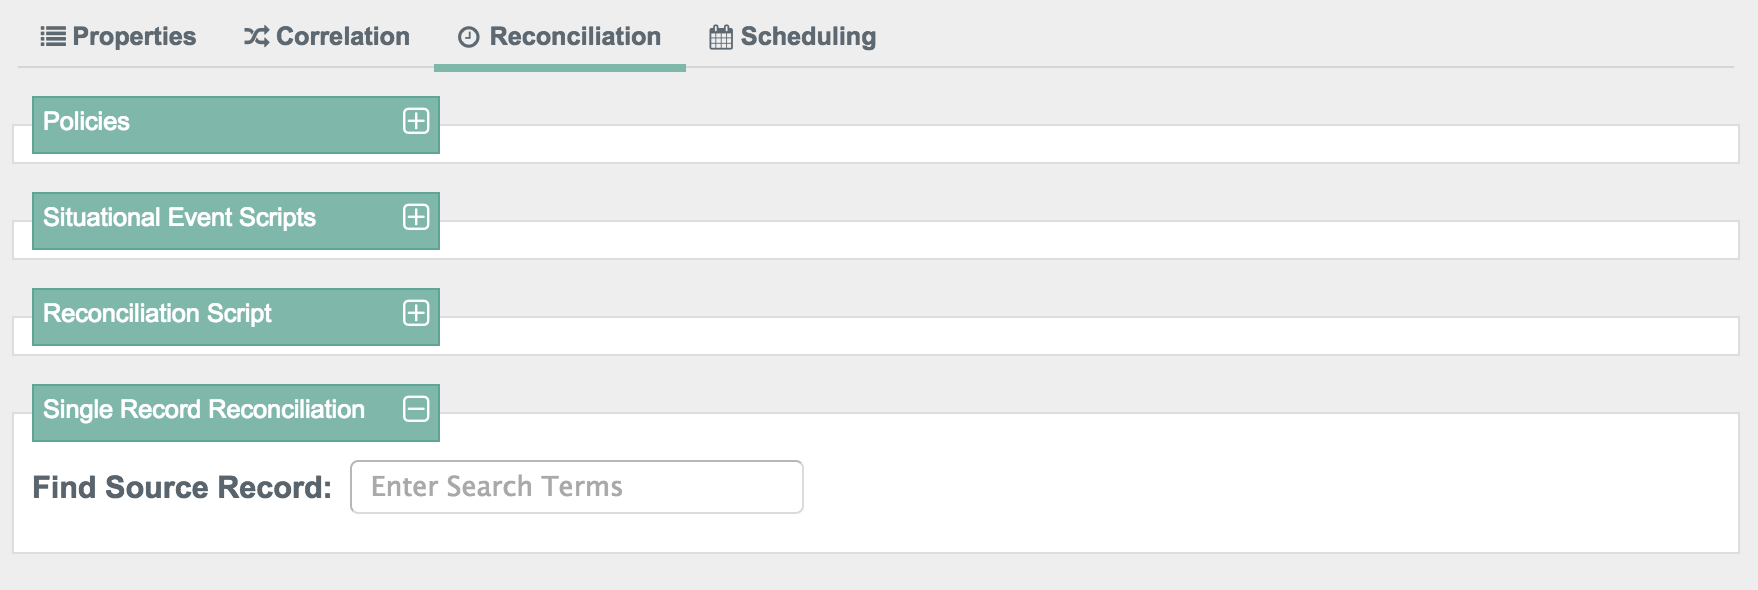 Properties Correlation Reconciliation Scheduling
Policies
Situational Event Scripts
Reconciliation Script
Single Record Reconciliation
Find Source Record: Enter Search Terms